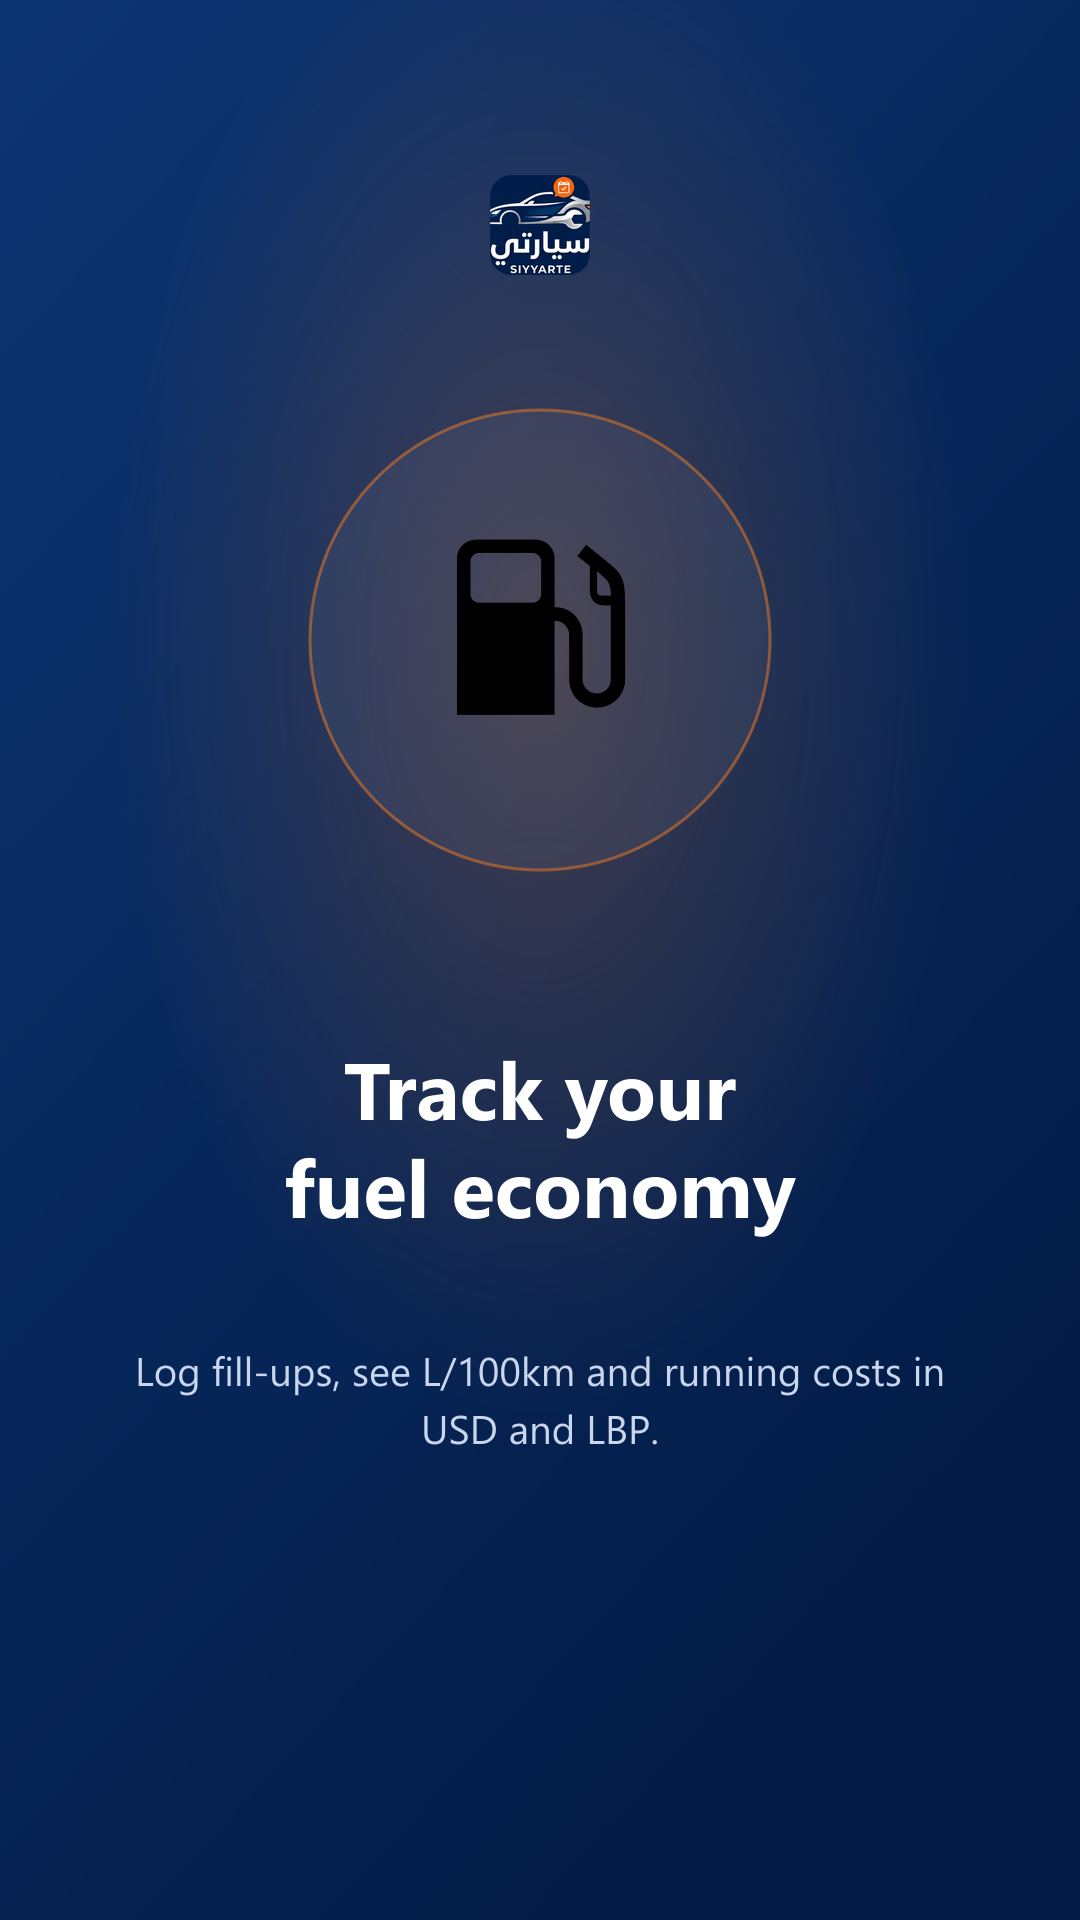 سيارتي
SIYYARTE
Track your
fuel economy
Log fill-ups, see L/100km and running costs in
USD and LBP.